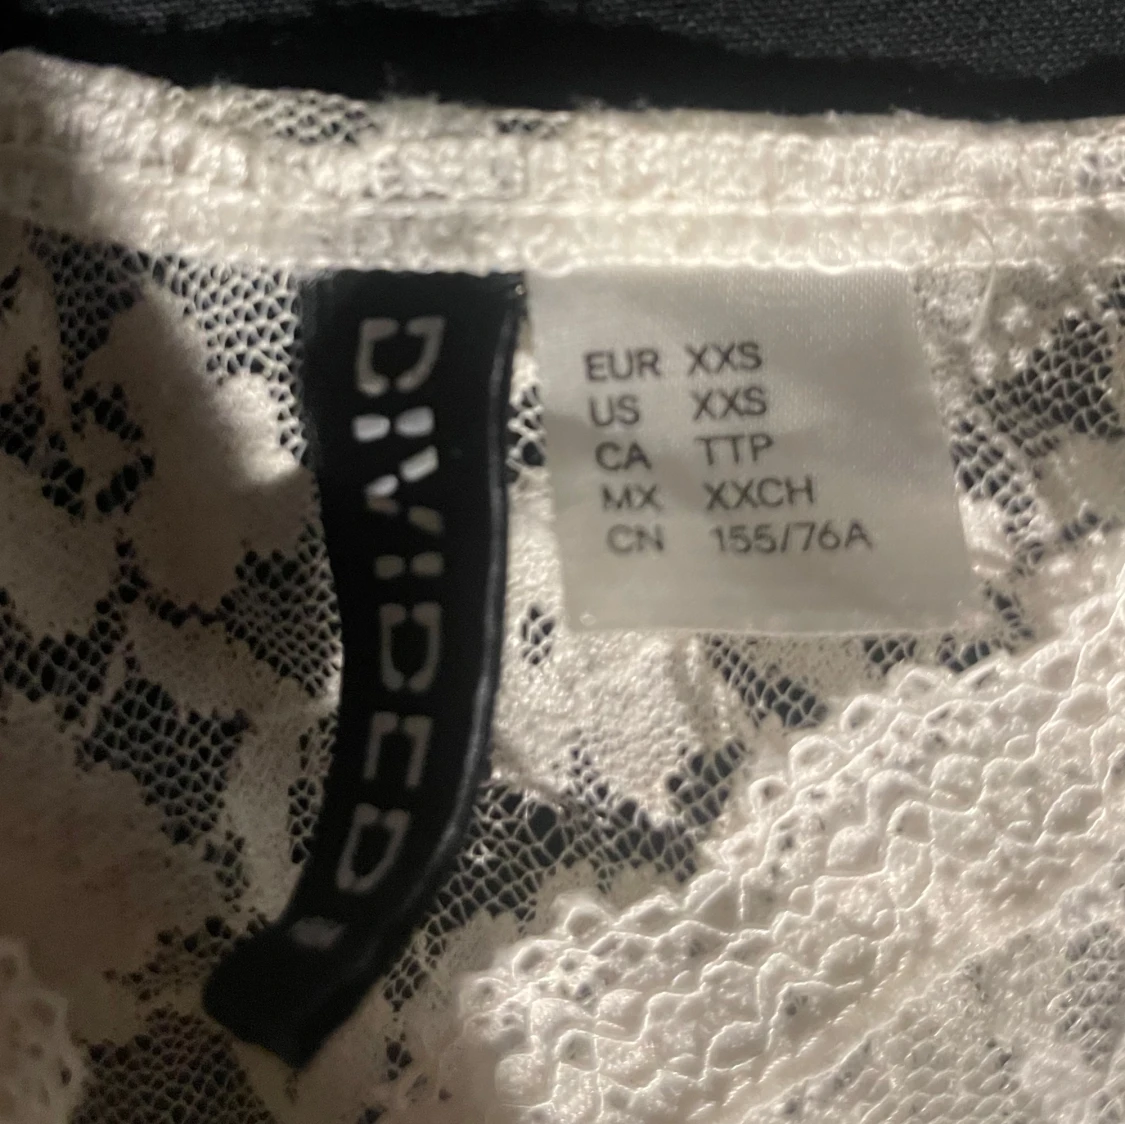 DIVIDED
EUR XXS
US XXS
CA TTP
MX XXCH
CN 155/76A